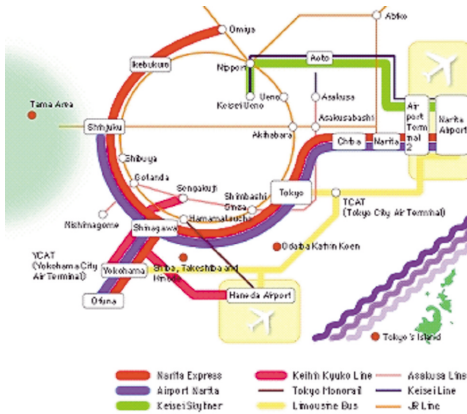 Abiko
Omiya
Ikebukuro
Nippori
Aoto
Ueno
Keisei Ueno
Asakusa
Tama Area
Shinjuku
Akihabara
Asakusabashi
Air
port
Term
inal
2
Narita
Airport
Chiba
Narita
Shibuya
Gotanda
Sengakuji
Shimbashi
Ginza
Tokyo
TCAT
(Tokyo City Air Terminal)
Nishimagome
Shinagawa
Hamamatsucho
YCAT
(Yokohama City
Air Terminal)
Yokohama
Shiba, Takeshiba and
Odaiba Kaihin Koen
Ofuna
Haneda Airport
Tokyo's Island
Narita Express
Keihin Kyuko Line
Asakusa Line
Airport Narita
Tokyo Monorail
Keisei Line
Keisei Skyliner
Limousine Bus
JR Line